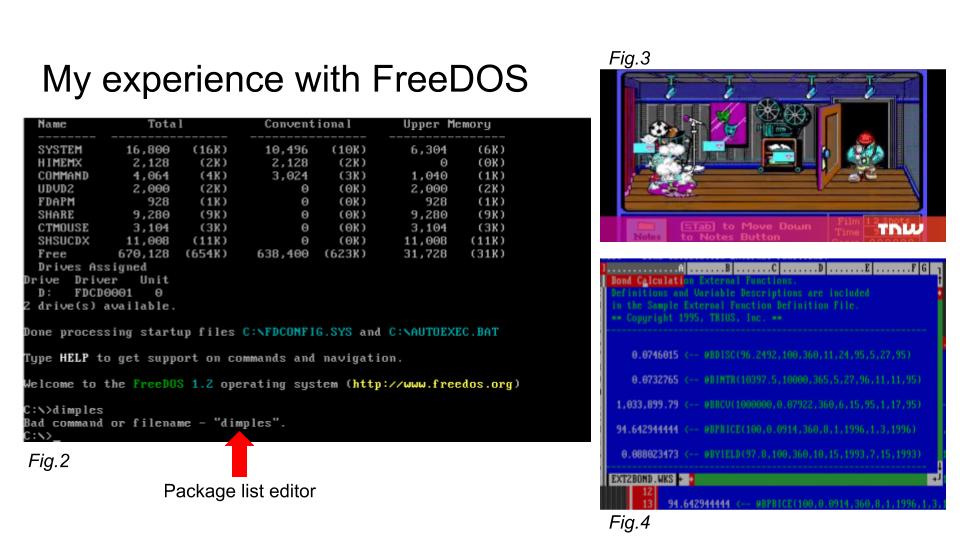 My experience with FreeDOS
Name Total Conventional Upper Memory
SYSTEM 16,800 (16K) 10,496 (10K) 6,304 (6K)
HIMEMX 2,128 (2K) 2,128 (2K) 0 (0K)
COMMAND 4,064 (4K) 3,024 (3K) 1,040 (1K)
UDVD2 2,000 (2K) 0 (0K) 2,000 (2K)
FDAPM 928 (1K) 0 (0K) 928 (1K)
SHARE 9,280 (9K) 0 (0K) 9,280 (9K)
CTMOUSE 3,104 (3K) 0 (0K) 3,104 (3K)
SHSUCDX 11,008 (11K) 0 (0K) 11,008 (11K)
Free 670,128 (654K) 638,400 (623K) 31,728 (31K)
Drives Assigned
Drive Driver Unit
D: FDCD0001 0
2 drive(s) available.
Done processing startup files C:\FDCONFIG.SYS and C:\AUTOEXEC.BAT
Type HELP to get support on commands and navigation.
Welcome to the FreeDOS 1.2 operating system (http://www.freedos.org)
C:\>dimples
Bad command or filename - "dimples".
C:\>_
Fig.2
Package list editor
Fig.3
Notes
[STab] to Move Down
to Notes Button
Film
Time
TNW
Fig.4
A B C D E F G
Bond Calculation External Functions.
Definitions and Variable Descriptions are included
in the Sample External Function Definition File.
** Copyright 1995, TRIUS, Inc. **
0.0746015 <-- @BDISC(96.2492,100,360,11,24,95,5,27,95)
0.0732765 <-- @BINTR(10397.5,10000,365,5,27,96,11,11,95)
1,033,899.79 <-- @BRCV(1000000,0.07922,360,6,15,95,1,17,95)
94.642944444 <-- @BPRICE(100,0.0914,360,8,1,1996,1,3,1996)
0.088023473 <-- @BYIELD(97.8,100,360,10,15,1993,7,15,1993)
EXT2BOND.WKS
12
13 94.642944444 <-- @BPRICE(100,0.0914,360,8,1,1996,1,3,1